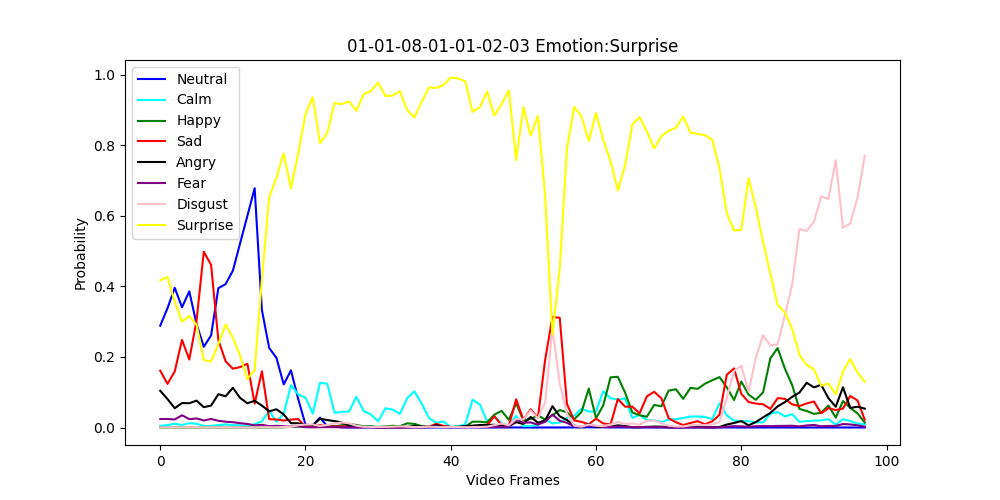 01-01-08-01-01-02-03 Emotion:Surprise
1.0
0.8
0.6
0.4
0.2
0.0
Probability
Neutral
Calm
Happy
Sad
Angry
Fear
Disgust
Surprise
0 20 40 60 80 100
Video Frames